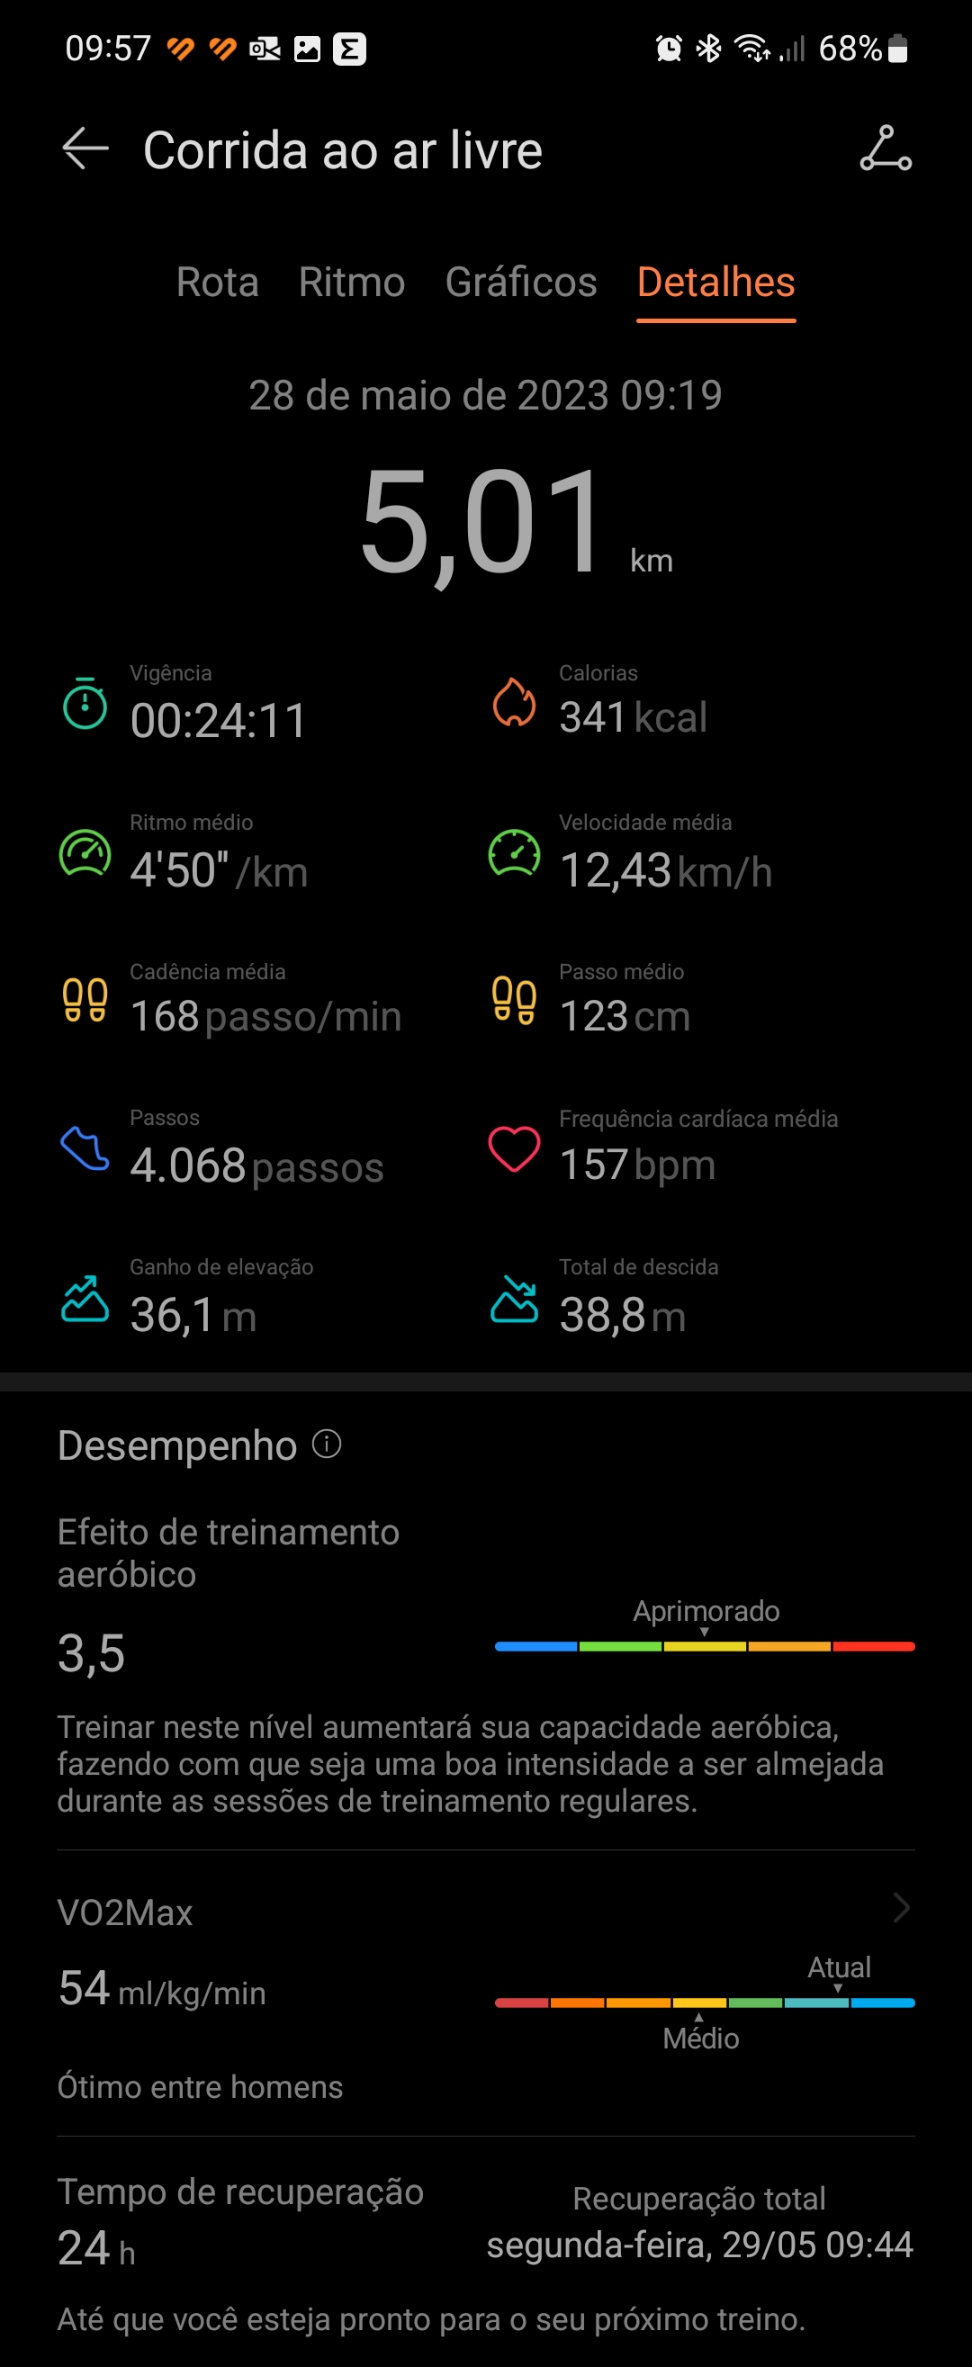 09:57 68%
Corrida ao ar livre
Rota Ritmo Gráficos Detalhes
28 de maio de 2023 09:19
5,01 km
Vigência Calorias
00:24:11 341 kcal
Ritmo médio Velocidade média
4'50" /km 12,43 km/h
Cadência média Passo médio
168 passo/min 123 cm
Passos Frequência cardíaca média
4.068 passos 157 bpm
Ganho de elevação Total de descida
36,1 m 38,8 m
Desempenho
Efeito de treinamento
aeróbico
Aprimorado
3,5
Treinar neste nível aumentará sua capacidade aeróbica,
fazendo com que seja uma boa intensidade a ser almejada
durante as sessões de treinamento regulares.
VO2Max
Atual
54 ml/kg/min
Médio
Ótimo entre homens
Tempo de recuperação Recuperação total
24 h segunda-feira, 29/05 09:44
Até que você esteja pronto para o seu próximo treino.